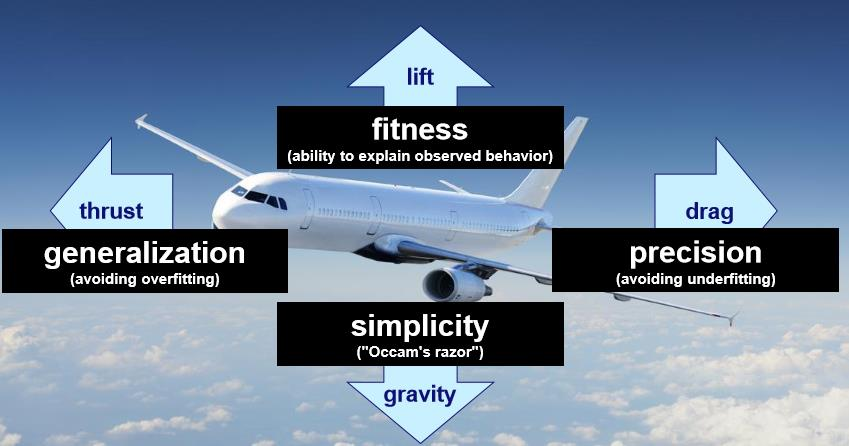 lift
fitness
(ability to explain observed behavior)
thrust
drag
generalization
(avoiding overfitting)
precision
(avoiding underfitting)
simplicity
("Occam's razor")
gravity